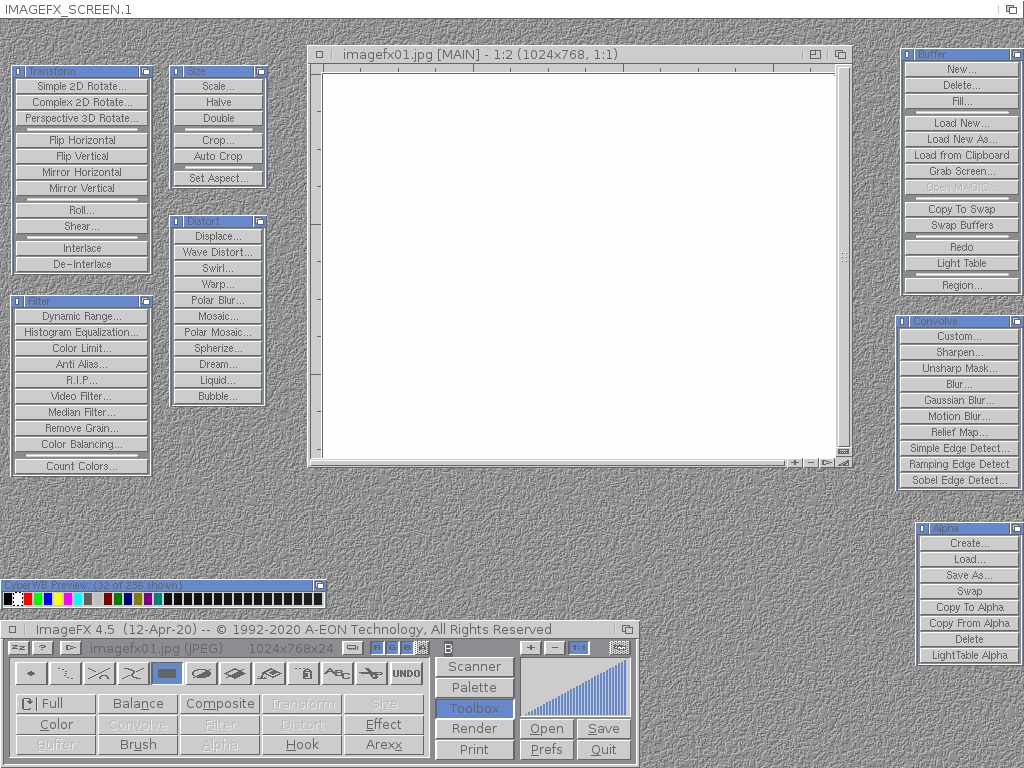 IMAGEFX_SCREEN.1
Transform
Simple 2D Rotate...
Complex 2D Rotate...
Perspective 3D Rotate...
Flip Horizontal
Flip Vertical
Mirror Horizontal
Mirror Vertical
Roll...
Shear...
Interlace
De-Interlace
Size
Scale...
Halve
Double
Crop...
Auto Crop
Set Aspect...
Distort
Displace...
Wave Distort...
Swirl...
Warp...
Polar Blur...
Mosaic...
Polar Mosaic...
Spherize...
Dream...
Liquid...
Bubble...
Filter
Dynamic Range...
Histogram Equalization...
Color Limit...
Anti Alias...
R.I.P...
Video Filter...
Median Filter...
Remove Grain...
Color Balancing...
Count Colors...
imagefx01.jpg [MAIN] - 1:2 (1024x768, 1:1)
Buffer
New...
Delete...
Fill...
Load New...
Load New As...
Load from Clipboard
Grab Screen...
Open MAGIC...
Copy To Swap
Swap Buffers
Redo
Light Table
Region...
Convolve
Custom...
Sharpen...
Unsharp Mask...
Blur...
Gaussian Blur...
Motion Blur...
Relief Map...
Simple Edge Detect...
Ramping Edge Detect
Sobel Edge Detect...
Alpha
Create...
Load...
Save As...
Swap
Copy To Alpha
Copy From Alpha
Delete
LightTable Alpha
CyberWB Preview (32 of 256 shown)
ImageFX 4.5 (12-Apr-20) -- © 1992-2020 A-EON Technology, All Rights Reserved
ZZ ? imagefx01.jpg (JPEG) 1024x768x24 R G B A B + - 1:1
ABC UNDO
Full Balance Composite Transform Size
Color Convolve Filter Distort Effect
Buffer Brush Alpha Hook Arexx
Scanner
Palette
Toolbox
Render
Print
Open Save
Prefs Quit